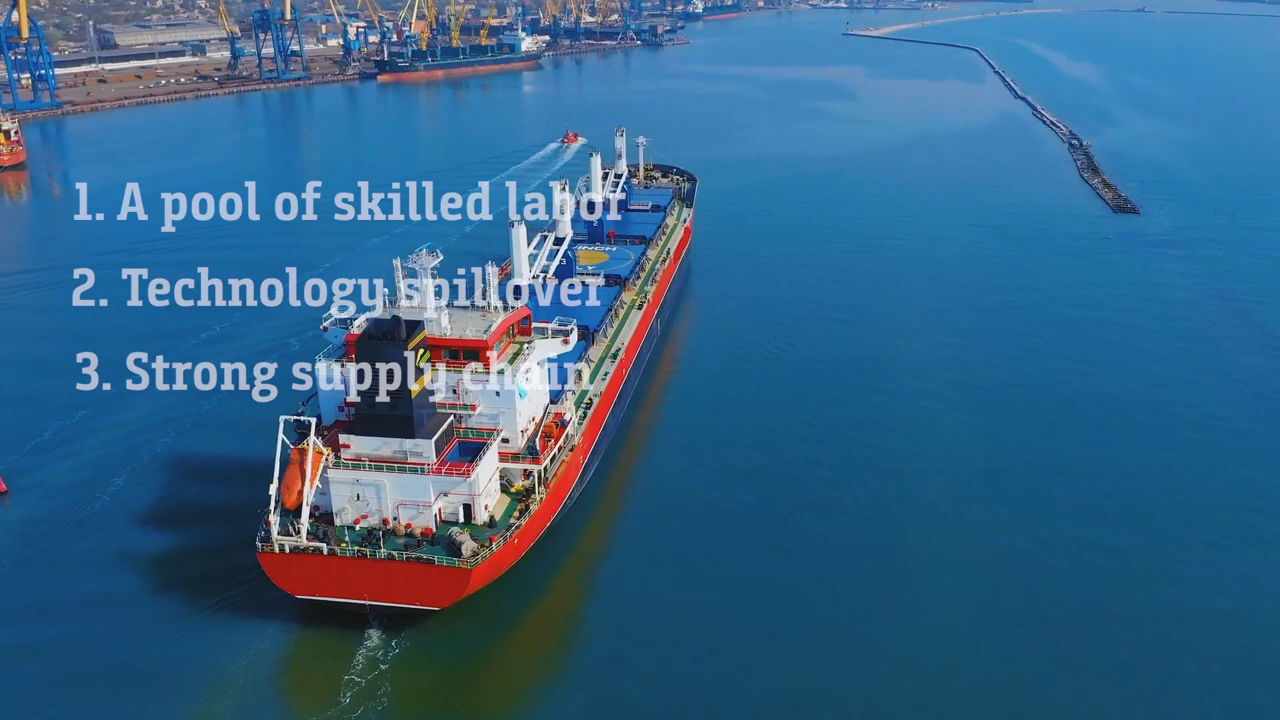 1. A pool of skilled labor
2. Technology spillover
3. Strong supply chain